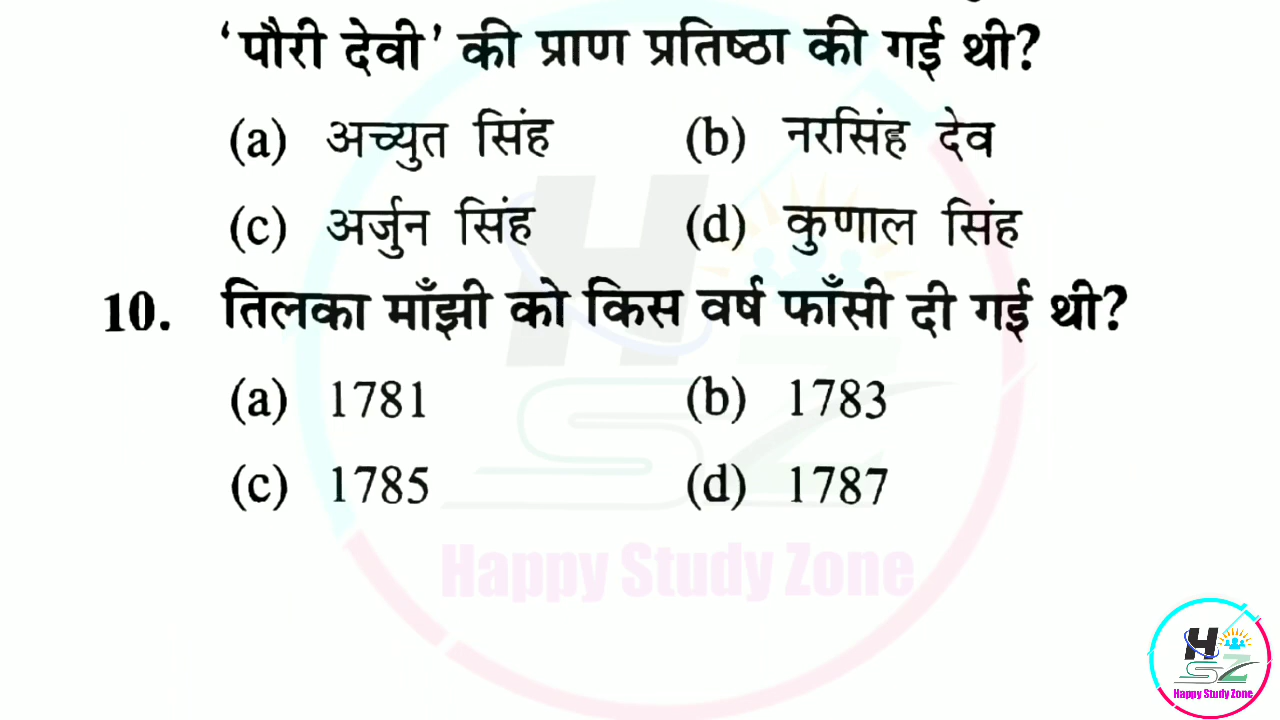 ‘पौरी देवी’ की प्राण प्रतिष्ठा की गई थी?
(a) अच्युत सिंह (b) नरसिंह देव
(c) अर्जुन सिंह (d) कुणाल सिंह
10. तिलका माँझी को किस वर्ष फाँसी दी गई थी?
(a) 1781 (b) 1783
(c) 1785 (d) 1787
Happy Study Zone
HSZ
Happy Study Zone